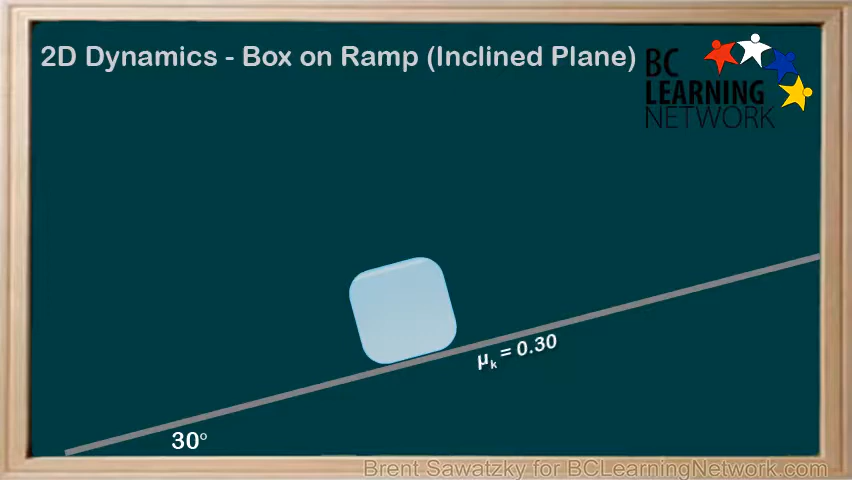 2D Dynamics - Box on Ramp (Inclined Plane)
BC
LEARNING
NETWORK
μk = 0.30
30°
Brent Sawatzky for BCLearningNetwork.com